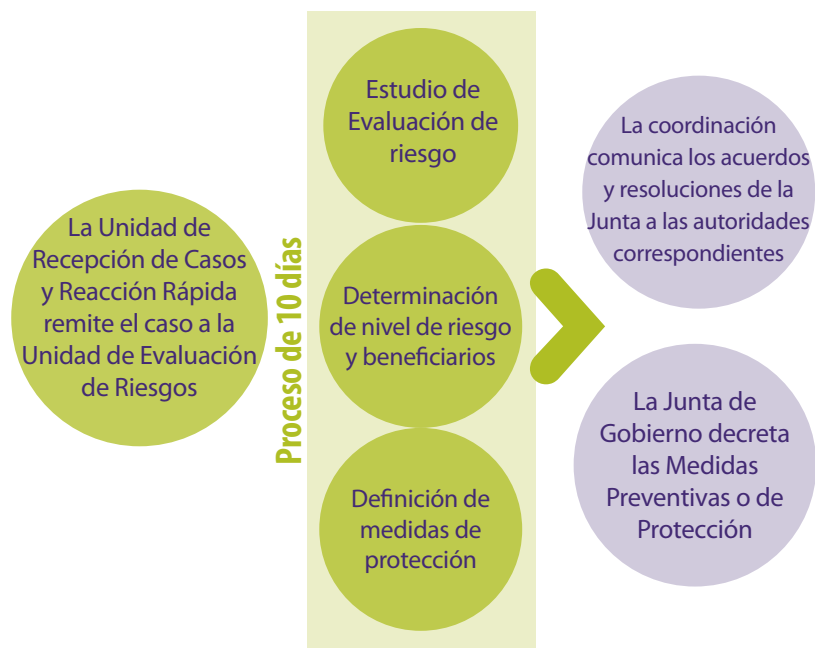 La Unidad de
Recepción de Casos
y Reacción Rápida
remite el caso a la
Unidad de Evaluación
de Riesgos
Proceso de 10 días
Estudio de
Evaluación de
riesgo
Determinación
de nivel de riesgo
y beneficiarios
Definición de
medidas de
protección
La coordinación
comunica los acuerdos
y resoluciones de la
Junta a las autoridades
correspondientes
La Junta de
Gobierno decreta
las Medidas
Preventivas o de
Protección